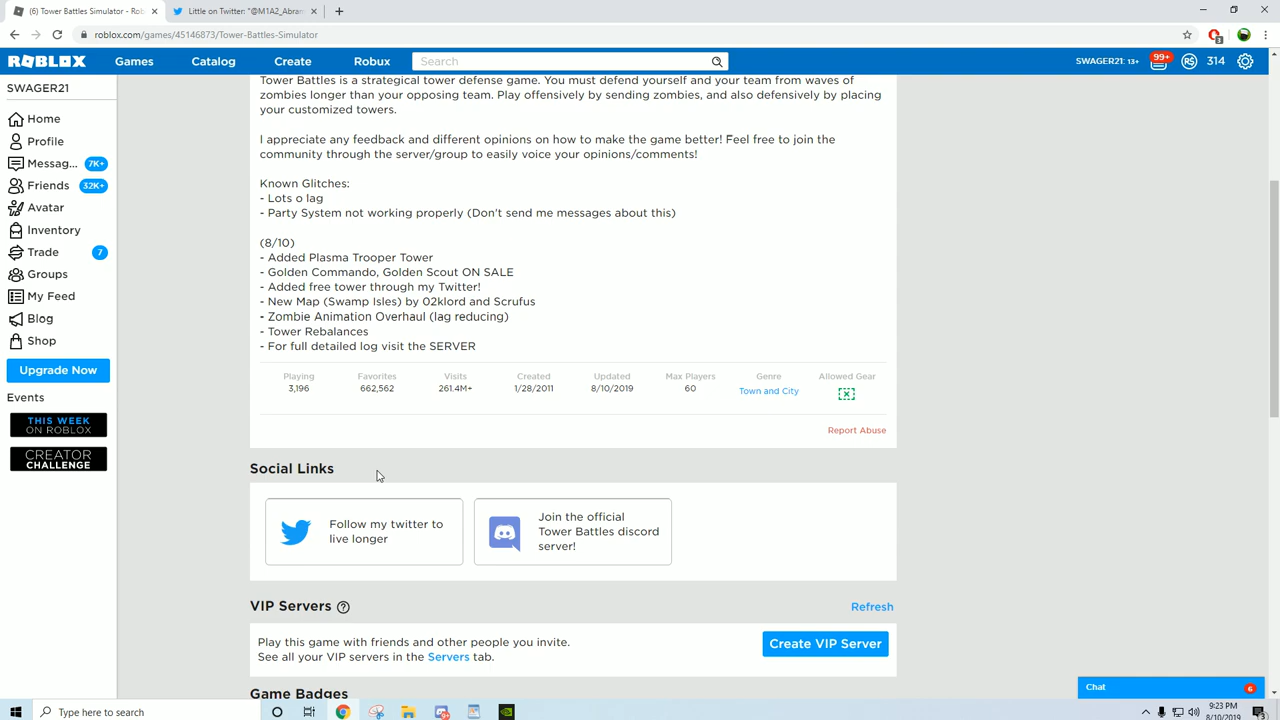 (6) Tower Battles Simulator - Rob
Little on Twitter: "@M1A2_Abran
roblox.com/games/45146873/Tower-Battles-Simulator
3
ROBLOX
Games
Catalog
Create
Robux
Search
SWAGER21: 13+
99+
314
SWAGER21
Home
Profile
Messag... 7K+
Friends 32K+
Avatar
Inventory
Trade 7
Groups
My Feed
Blog
Shop
Upgrade Now
Events
THIS WEEK
ON ROBLOX
CREATOR
CHALLENGE
Tower Battles is a strategical tower defense game. You must defend yourself and your team from waves of
zombies longer than your opposing team. Play offensively by sending zombies, and also defensively by placing
your customized towers.
I appreciate any feedback and different opinions on how to make the game better! Feel free to join the
community through the server/group to easily voice your opinions/comments!
Known Glitches:
- Lots o lag
- Party System not working properly (Don't send me messages about this)
(8/10)
- Added Plasma Trooper Tower
- Golden Commando, Golden Scout ON SALE
- Added free tower through my Twitter!
- New Map (Swamp Isles) by 02klord and Scrufus
- Zombie Animation Overhaul (lag reducing)
- Tower Rebalances
- For full detailed log visit the SERVER
Playing Favorites Visits Created Updated Max Players Genre Allowed Gear
3,196 662,562 261.4M+ 1/28/2011 8/10/2019 60 Town and City
Report Abuse
Social Links
Follow my twitter to
live longer
Join the official
Tower Battles discord
server!
VIP Servers
Refresh
Play this game with friends and other people you invite.
See all your VIP servers in the Servers tab.
Create VIP Server
Game Badges
Chat 6
Type here to search
9:23 PM
8/10/2019